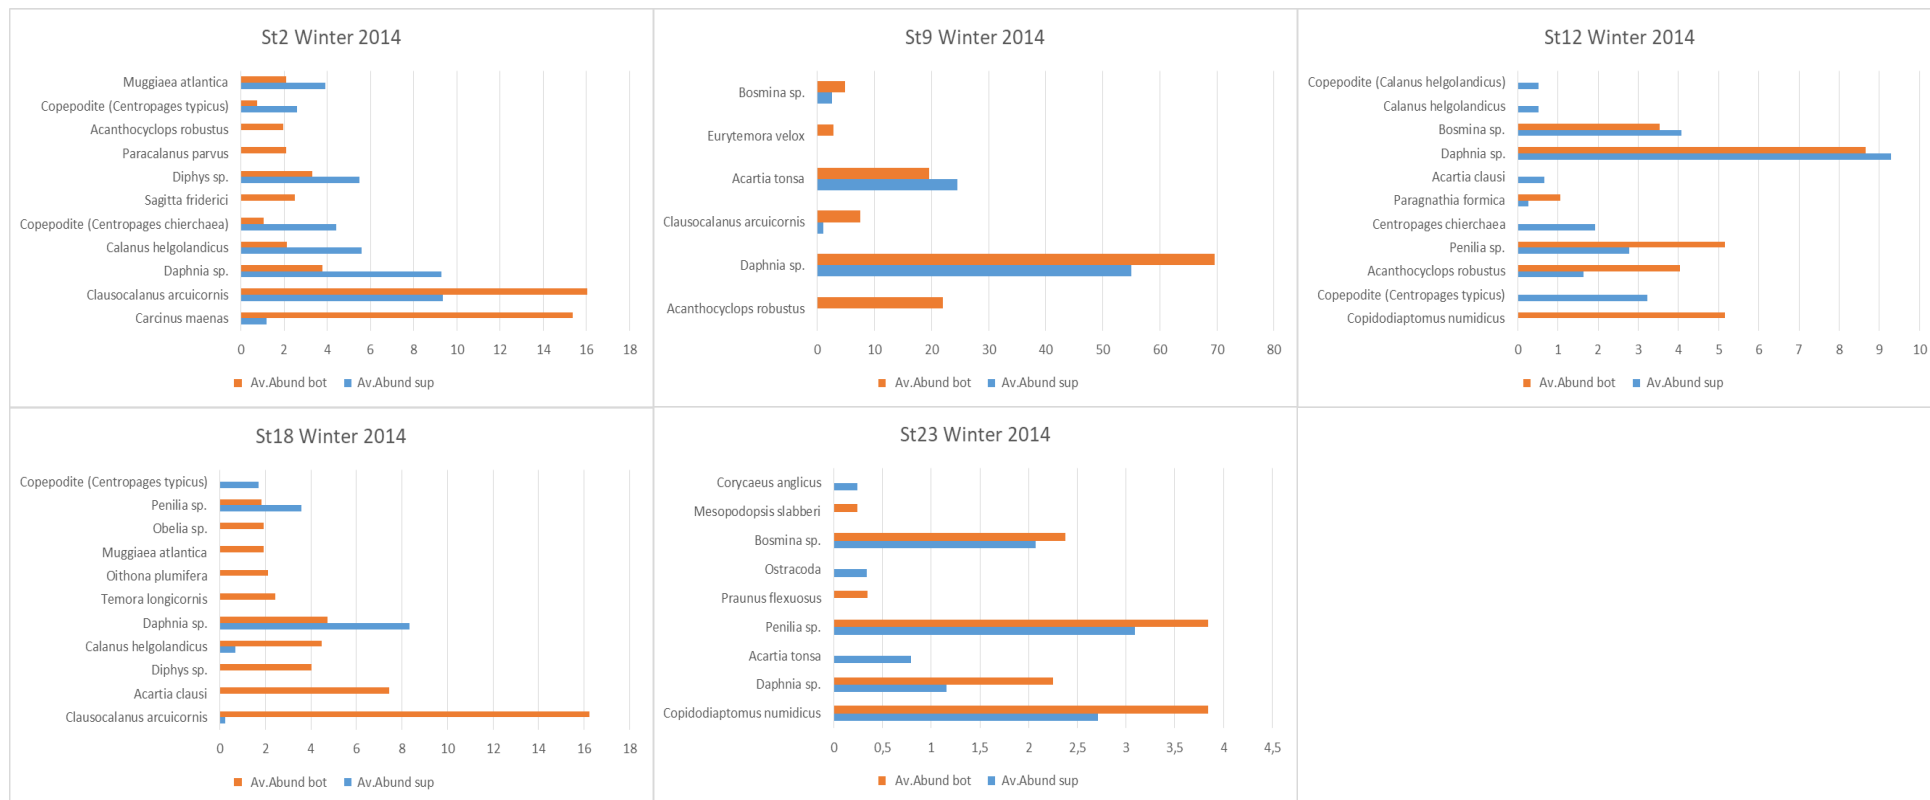 St2 Winter 2014
Muggiaea atlantica
Copepodite (Centropages typicus)
Acanthocyclops robustus
Paracalanus parvus
Diphys sp.
Sagitta friderici
Copepodite (Centropages chierchaea)
Calanus helgolandicus
Daphnia sp.
Clausocalanus arcuicornis
Carcinus maenas
0 2 4 6 8 10 12 14 16 18
Av.Abund bot Av.Abund sup
St9 Winter 2014
Bosmina sp.
Eurytemora velox
Acartia tonsa
Clausocalanus arcuicornis
Daphnia sp.
Acanthocyclops robustus
0 10 20 30 40 50 60 70 80
Av.Abund bot Av.Abund sup
St12 Winter 2014
Copepodite (Calanus helgolandicus)
Calanus helgolandicus
Bosmina sp.
Daphnia sp.
Acartia clausi
Paragnathia formica
Centropages chierchaea
Penilia sp.
Acanthocyclops robustus
Copepodite (Centropages typicus)
Copidodiaptomus numidicus
0 1 2 3 4 5 6 7 8 9 10
Av.Abund bot Av.Abund sup
St18 Winter 2014
Copepodite (Centropages typicus)
Penilia sp.
Obelia sp.
Muggiaea atlantica
Oithona plumifera
Temora longicornis
Daphnia sp.
Calanus helgolandicus
Diphys sp.
Acartia clausi
Clausocalanus arcuicornis
0 2 4 6 8 10 12 14 16 18
Av.Abund bot Av.Abund sup
St23 Winter 2014
Corycaeus anglicus
Mesopodopsis slabberi
Bosmina sp.
Ostracoda
Praunus flexuosus
Penilia sp.
Acartia tonsa
Daphnia sp.
Copidodiaptomus numidicus
0 0,5 1 1,5 2 2,5 3 3,5 4 4,5
Av.Abund bot Av.Abund sup